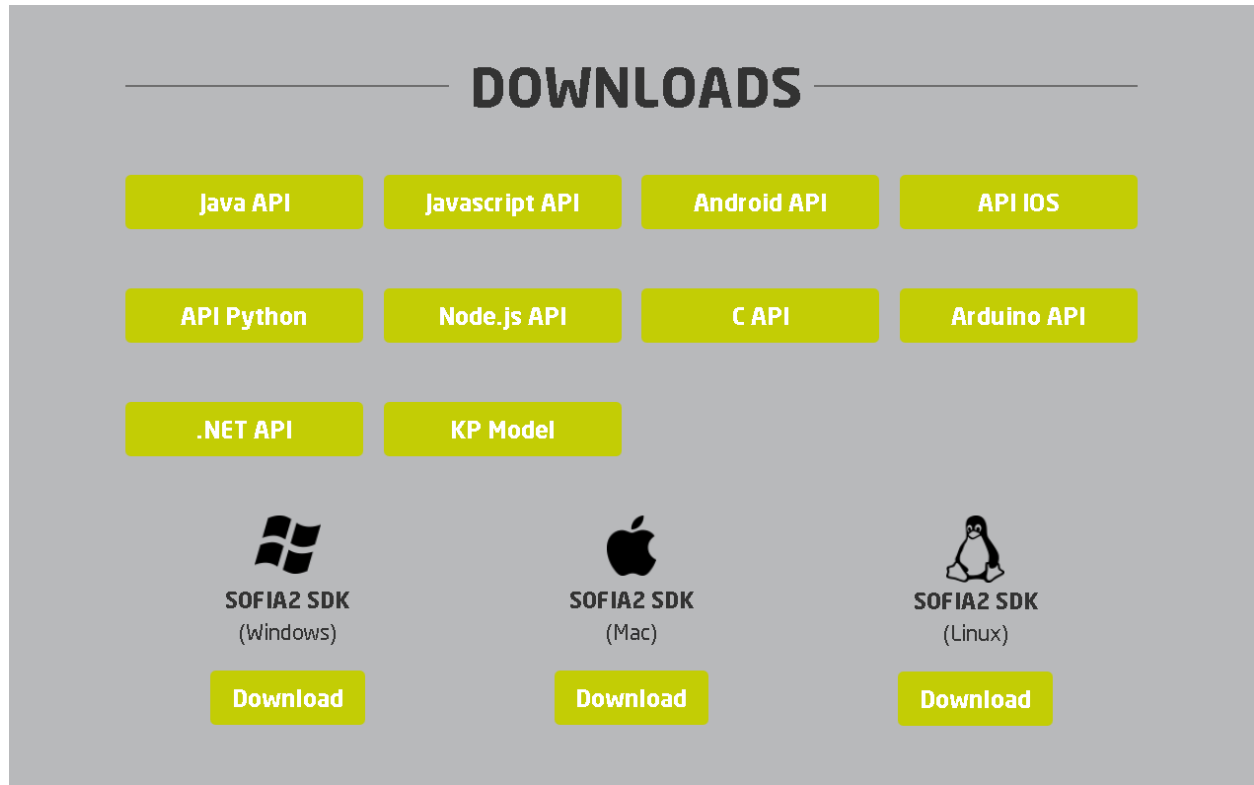 DOWNLOADS
Java API
Javascript API
Android API
API IOS
API Python
Node.js API
C API
Arduino API
.NET API
KP Model
SOFIA2 SDK
(Windows)
Download
SOFIA2 SDK
(Mac)
Download
SOFIA2 SDK
(Linux)
Download